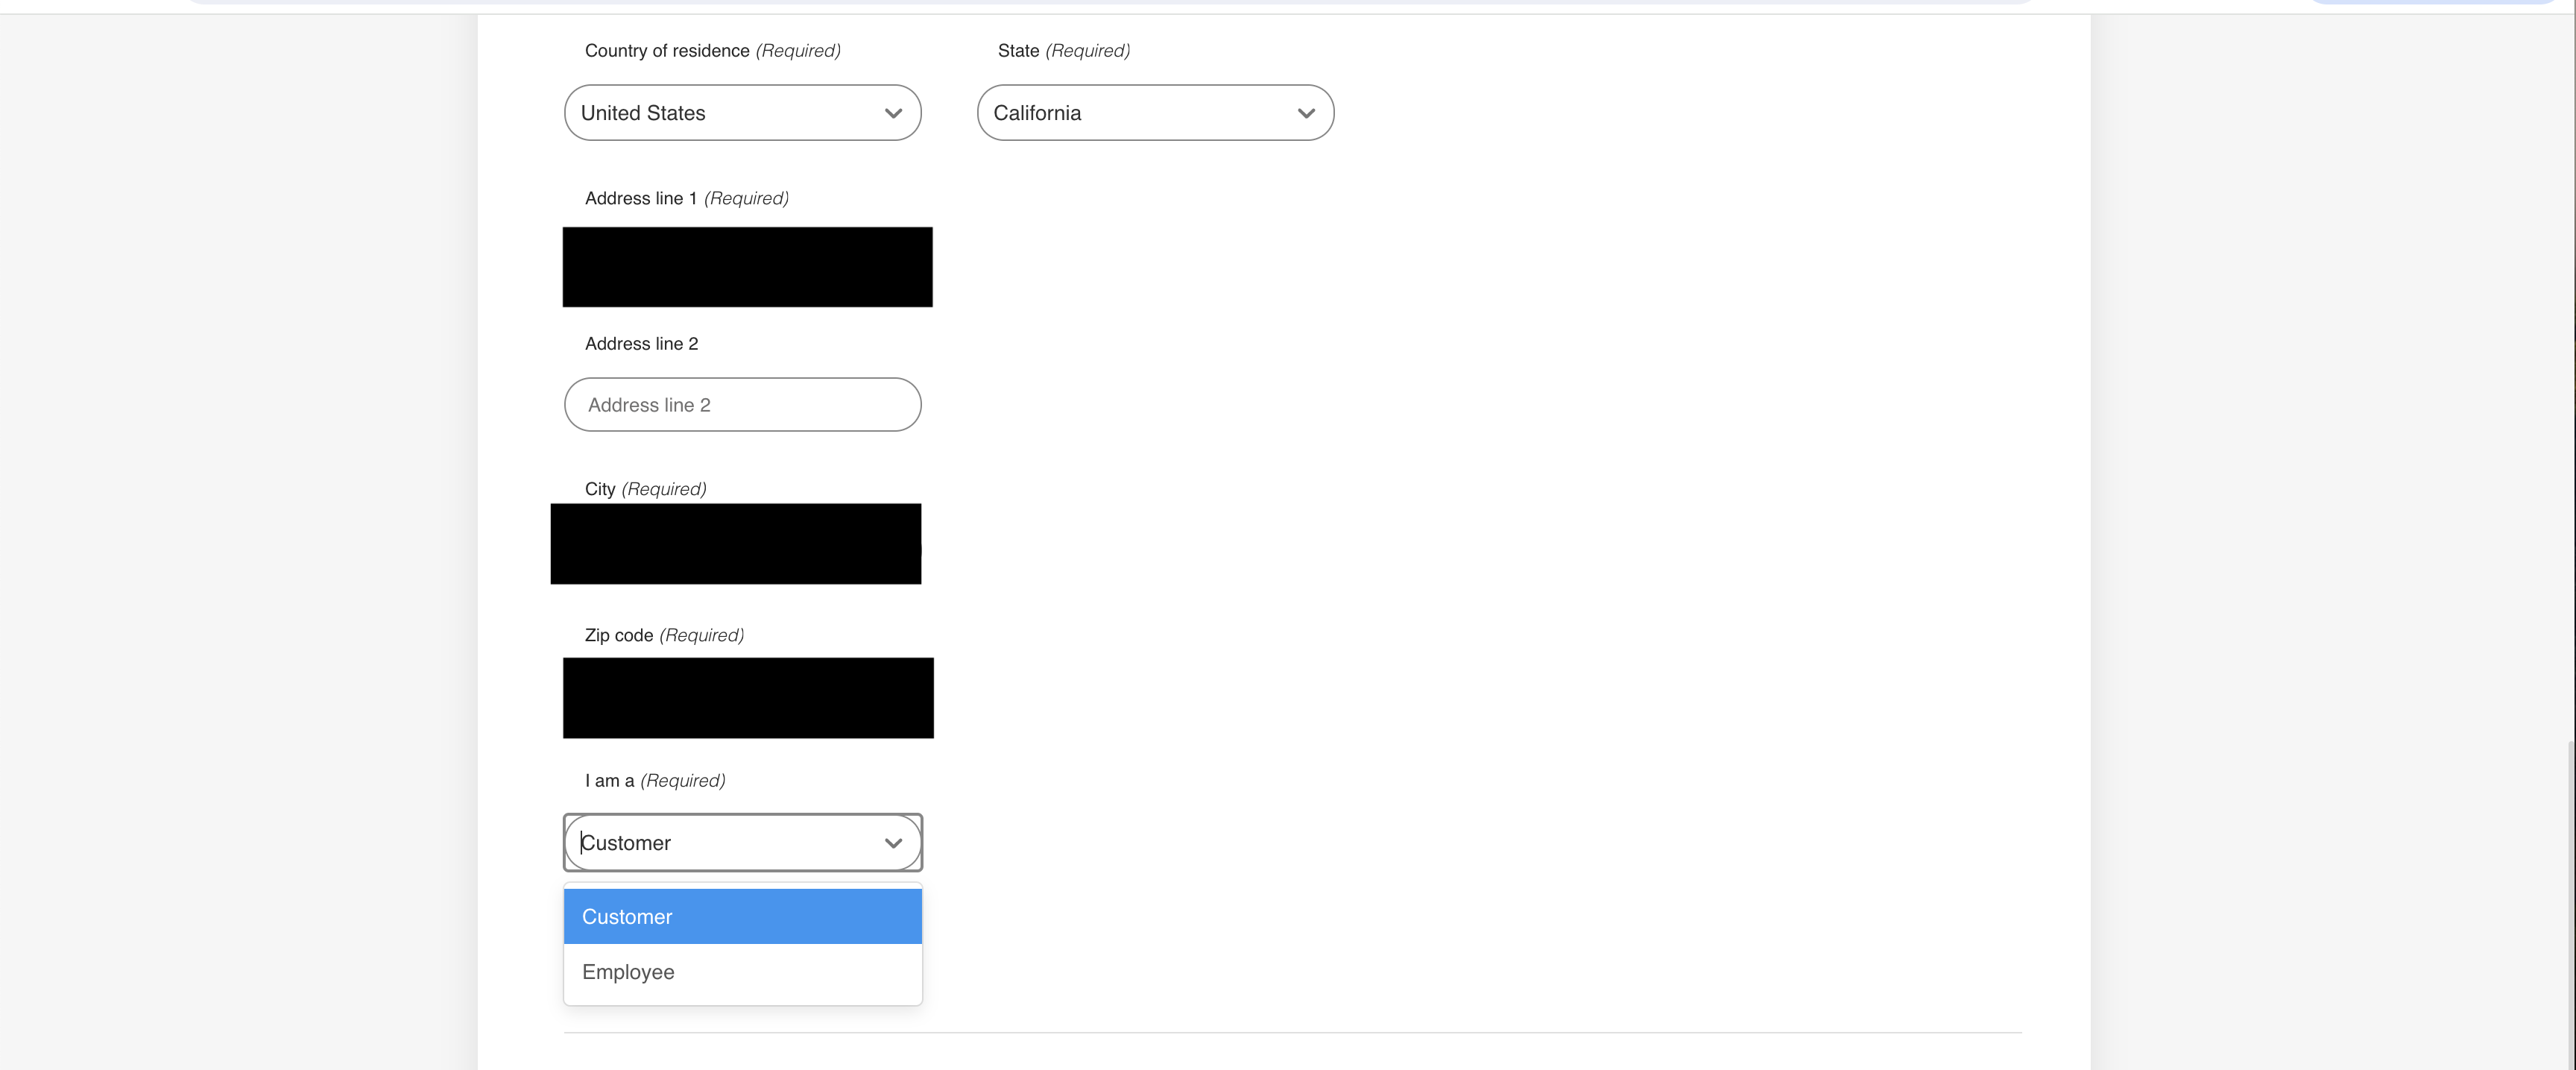 Country of residence (Required)
State (Required)
United States
California
Address line 1 (Required)
Address line 2
Address line 2
City (Required)
Zip code (Required)
I am a (Required)
Customer
Customer
Employee